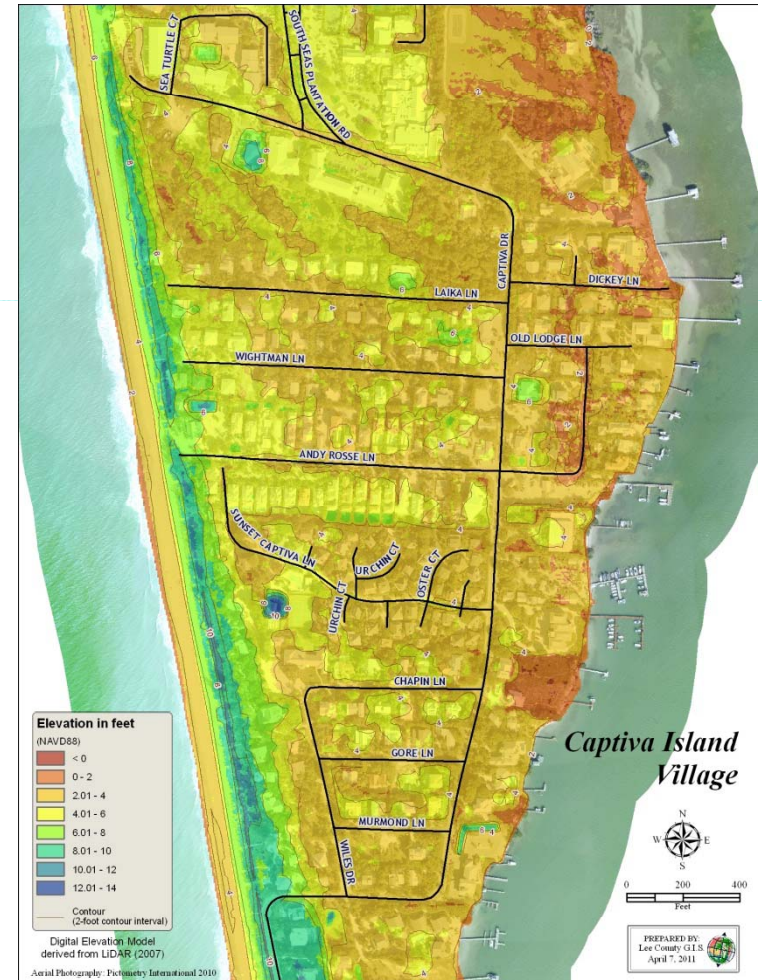 SEA TURTLE CT
SOUTH SEAS PLANTATION RD
CAPTIVA DR
LAIKA LN
DICKEY LN
OLD LODGE LN
WIGHTMAN LN
ANDY ROSSE LN
SUNSET CAPTIVA LN
URCHIN CT
URCHIN CT
OSTER CT
CHAPIN LN
GORE LN
MURMOND LN
WILES DR
Captiva Island
Village
N
W E
S
0 200 400
Feet
PREPARED BY:
Lee County G.I.S.
April 7, 2011
Elevation in feet
(NAVD88)
< 0
0 - 2
2.01 - 4
4.01 - 6
6.01 - 8
8.01 - 10
10.01 - 12
12.01 - 14
Contour
(2-foot contour interval)
Digital Elevation Model
derived from LiDAR (2007)
Aerial Photography: Pictometry International 2010